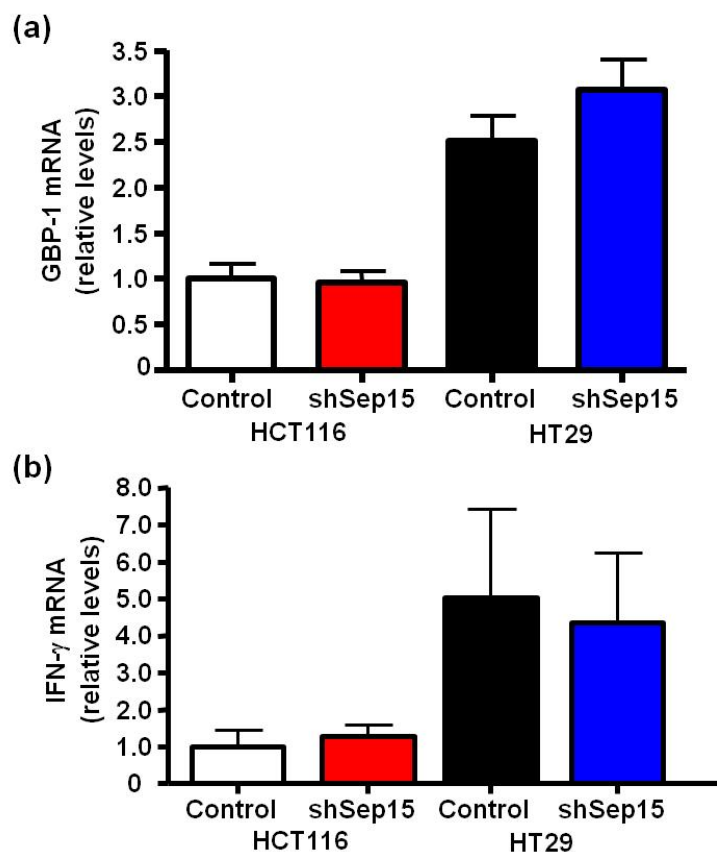 (a)
GBP-1 mRNA
(relative levels)
3.5
3.0
2.5
2.0
1.5
1.0
0.5
0
Control shSep15 Control shSep15
HCT116 HT29
(b)
IFN-γ mRNA
(relative levels)
8.0
7.0
6.0
5.0
4.0
3.0
2.0
1.0
0
Control shSep15 Control shSep15
HCT116 HT29